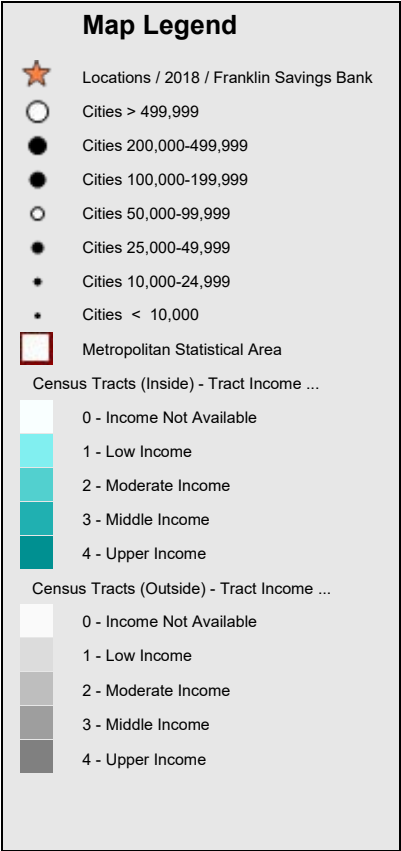 Map Legend
Locations / 2018 / Franklin Savings Bank
Cities > 499,999
Cities 200,000-499,999
Cities 100,000-199,999
Cities 50,000-99,999
Cities 25,000-49,999
Cities 10,000-24,999
Cities < 10,000
Metropolitan Statistical Area
Census Tracts (Inside) - Tract Income ...
0 - Income Not Available
1 - Low Income
2 - Moderate Income
3 - Middle Income
4 - Upper Income
Census Tracts (Outside) - Tract Income ...
0 - Income Not Available
1 - Low Income
2 - Moderate Income
3 - Middle Income
4 - Upper Income